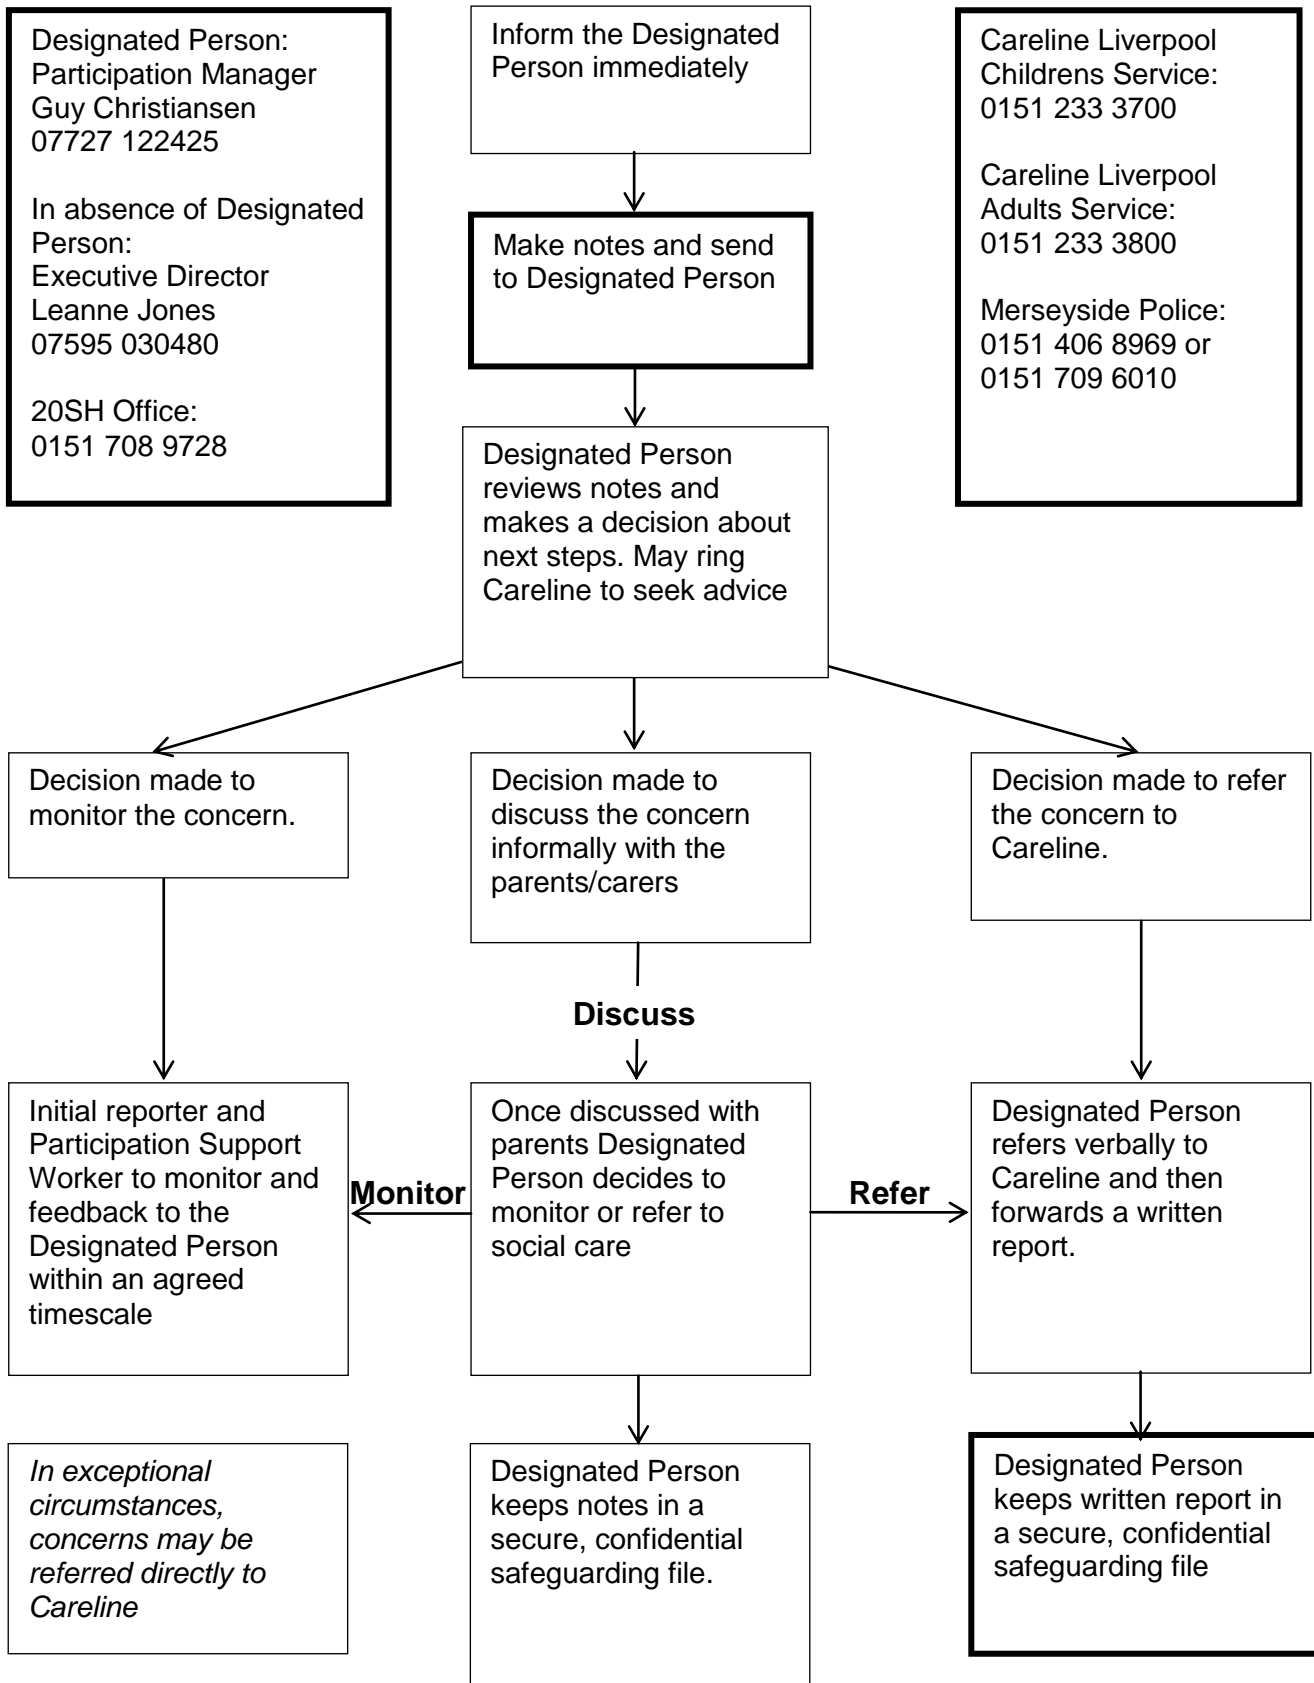 Designated Person:
Participation Manager
Guy Christiansen
07727 122425
In absence of Designated
Person:
Executive Director
Leanne Jones
07595 030480
20SH Office:
0151 708 9728
Inform the Designated
Person immediately
Careline Liverpool
Childrens Service:
0151 233 3700
Careline Liverpool
Adults Service:
0151 233 3800
Merseyside Police:
0151 406 8969 or
0151 709 6010
Make notes and send
to Designated Person
Designated Person
reviews notes and
makes a decision about
next steps. May ring
Careline to seek advice
Decision made to
monitor the concern.
Decision made to
discuss the concern
informally with the
parents/carers
Decision made to refer
the concern to
Careline.
Discuss
Initial reporter and
Participation Support
Worker to monitor and
feedback to the
Designated Person
within an agreed
timescale
Monitor
Once discussed with
parents Designated
Person decides to
monitor or refer to
social care
Refer
Designated Person
refers verbally to
Careline and then
forwards a written
report.
In exceptional
circumstances,
concerns may be
referred directly to
Careline
Designated Person
keeps notes in a
secure, confidential
safeguarding file.
Designated Person
keeps written report in
a secure, confidential
safeguarding file